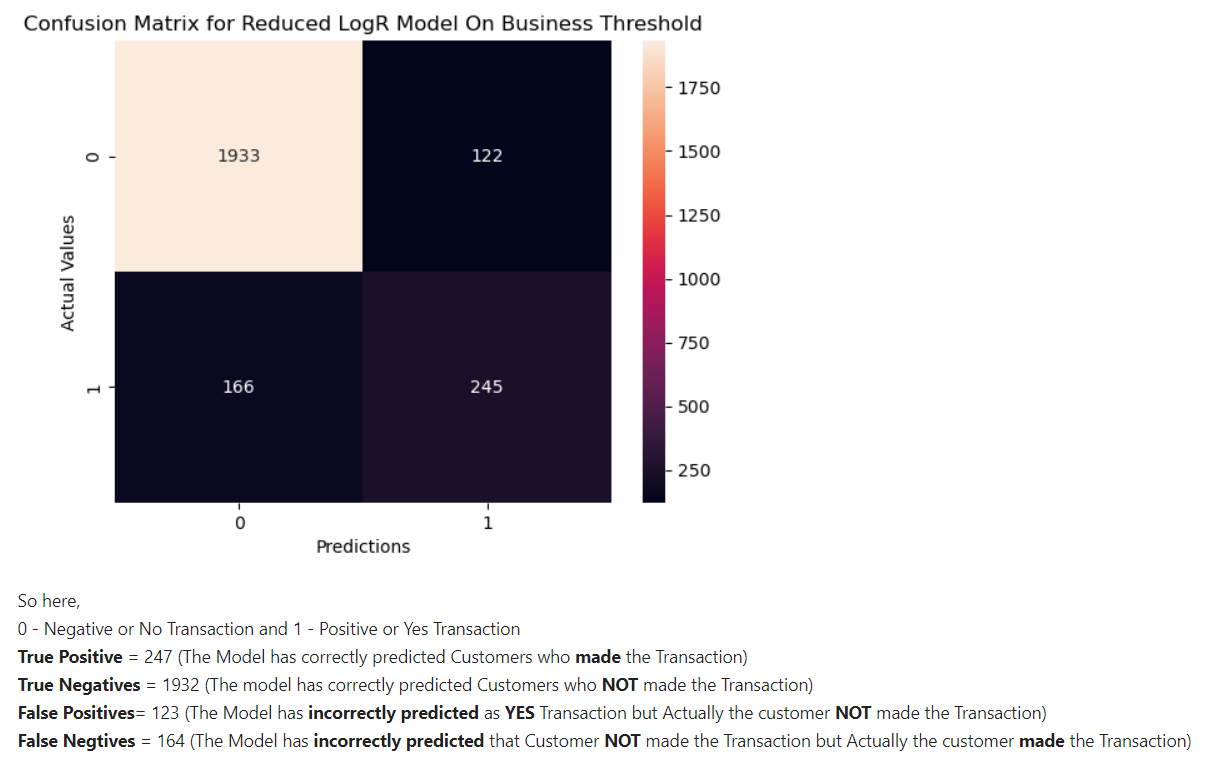 Confusion Matrix for Reduced LogR Model On Business Threshold
1933
122
166
245
0
1
Actual Values
0
1
Predictions
1750
1500
1250
1000
750
500
250
So here,
0 - Negative or No Transaction and 1 - Positive or Yes Transaction
True Positive = 247 (The Model has correctly predicted Customers who made the Transaction)
True Negatives = 1932 (The model has correctly predicted Customers who NOT made the Transaction)
False Positives= 123 (The Model has incorrectly predicted as YES Transaction but Actually the customer NOT made the Transaction)
False Negtives = 164 (The Model has incorrectly predicted that Customer NOT made the Transaction but Actually the customer made the Transaction)